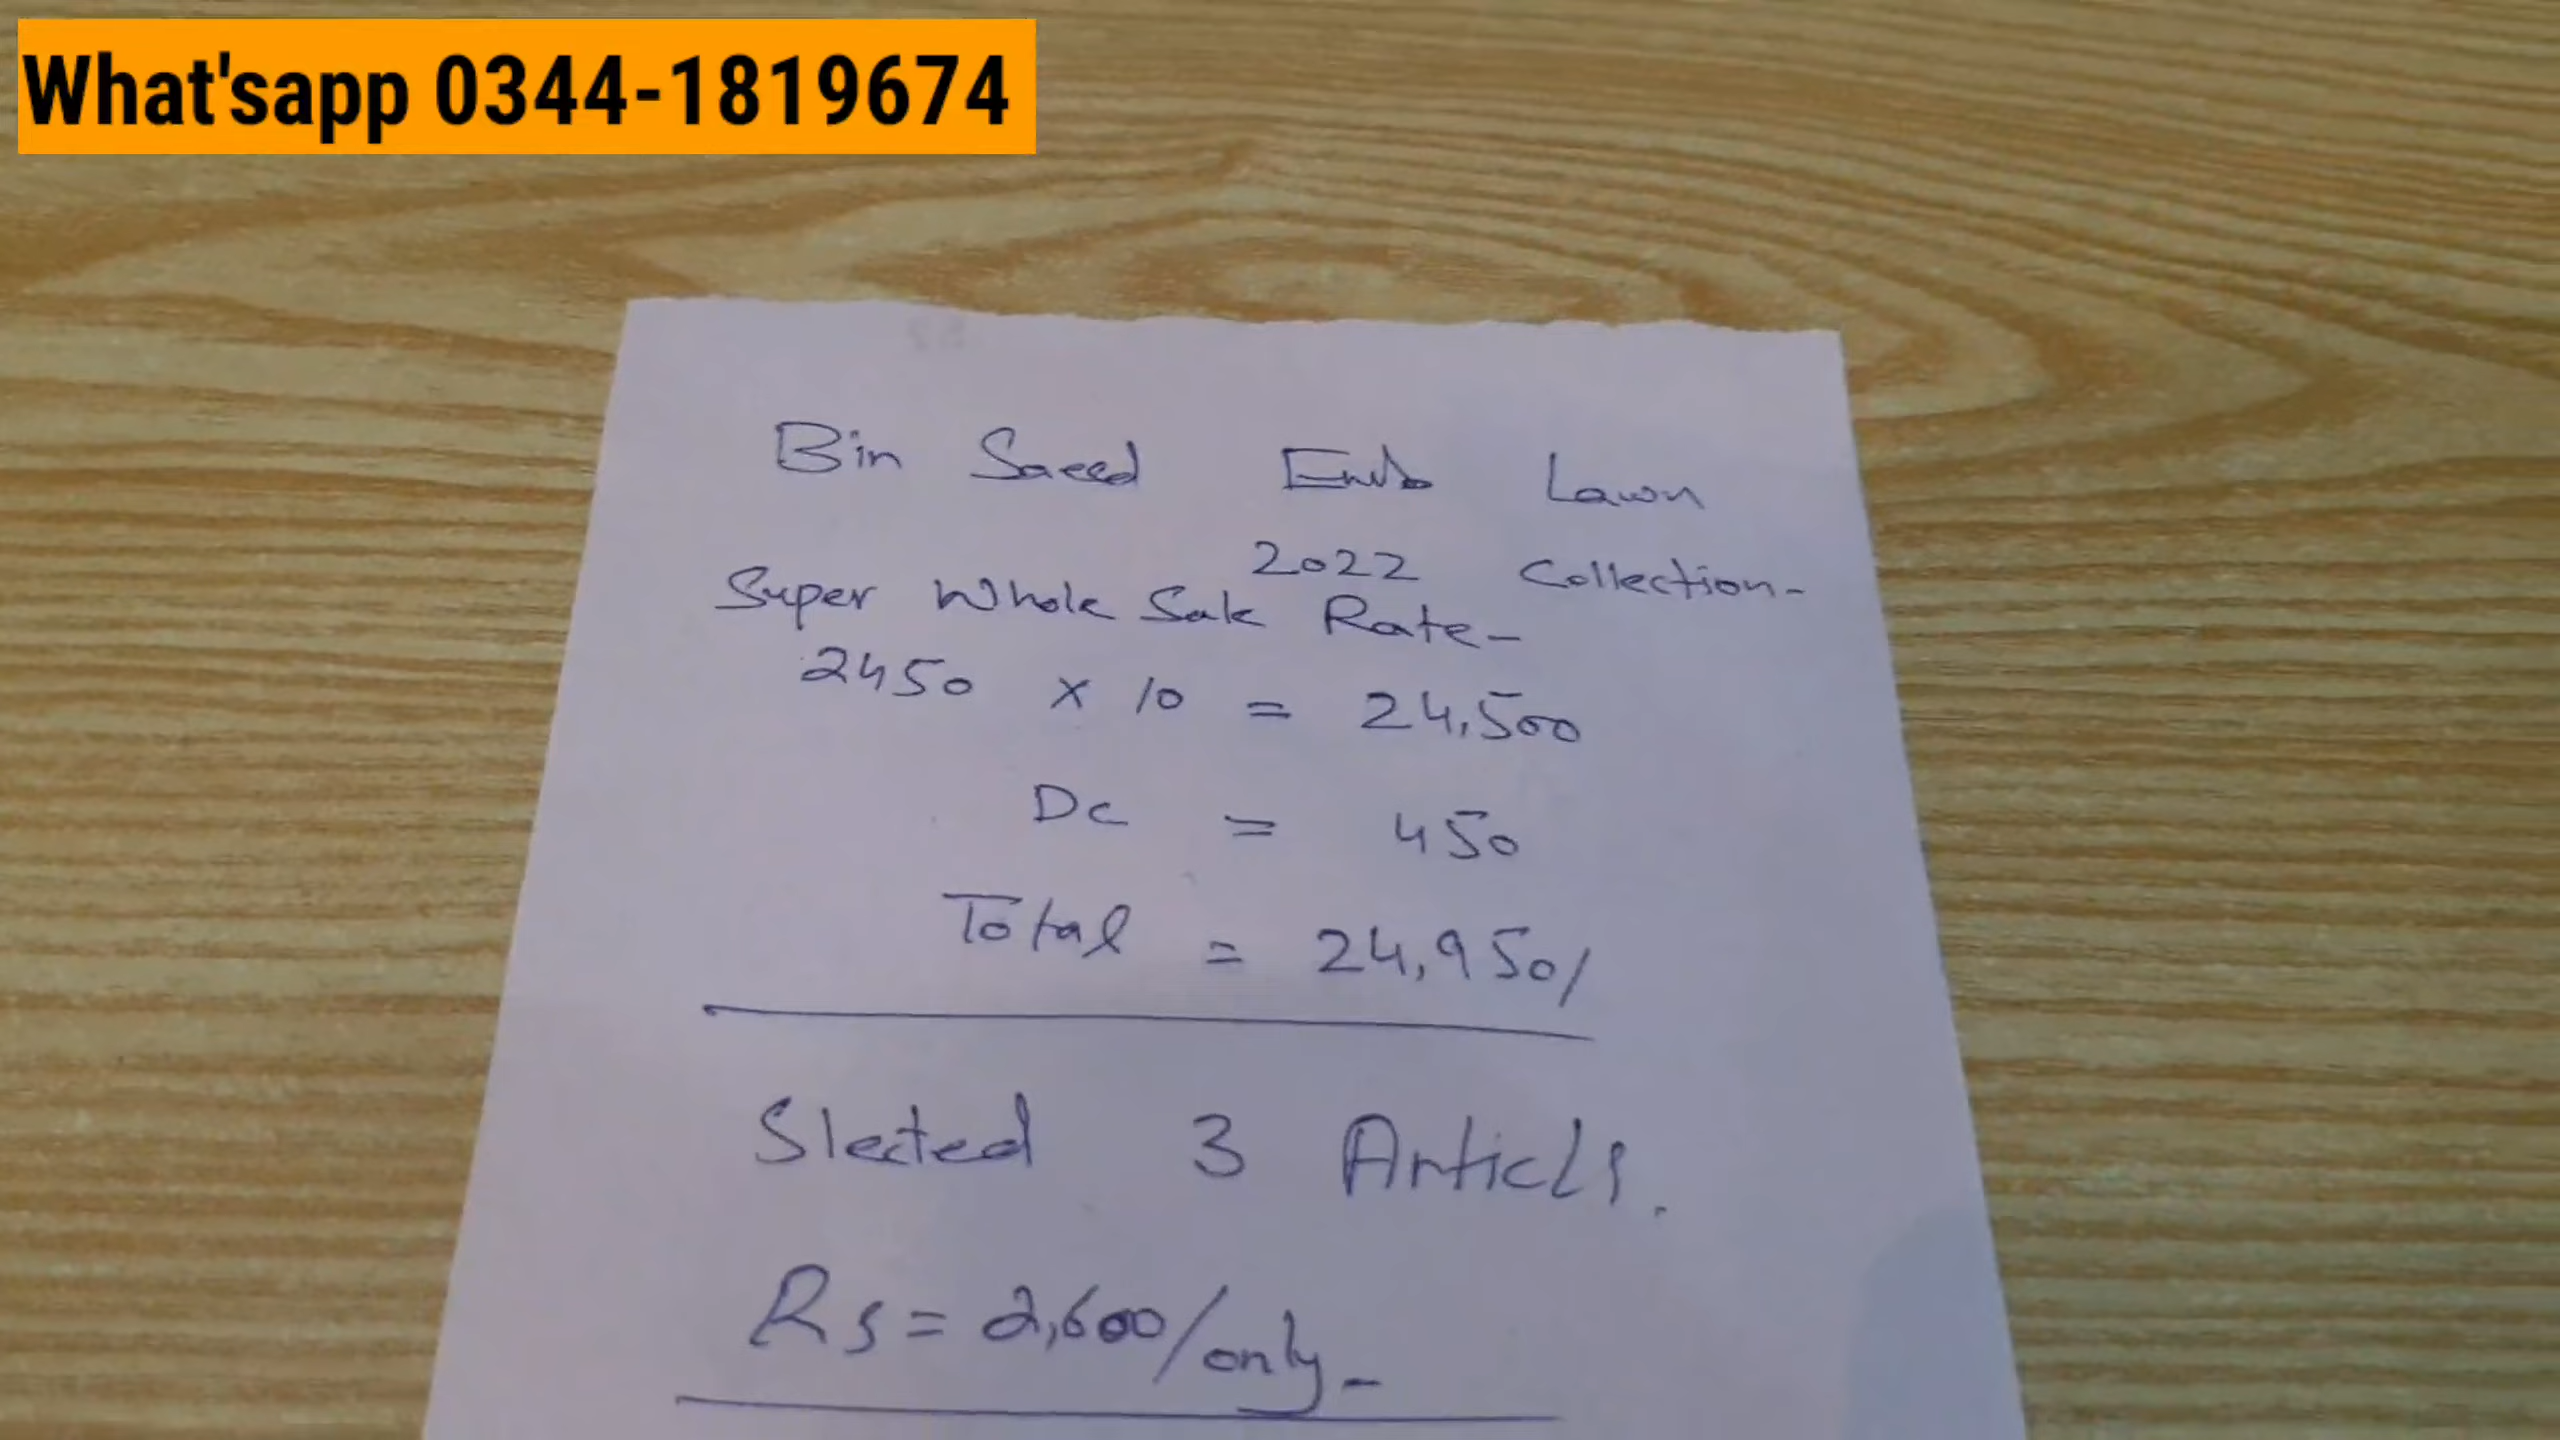 What'sapp 0344-1819674
Bin Saeed Emb Lawn
2022 Collection-
Super Whole Sale Rate-
2450 x 10 = 24,500
Dc = 450
Total = 24,950/
Slected 3 Articls.
Rs = 2,600/only-